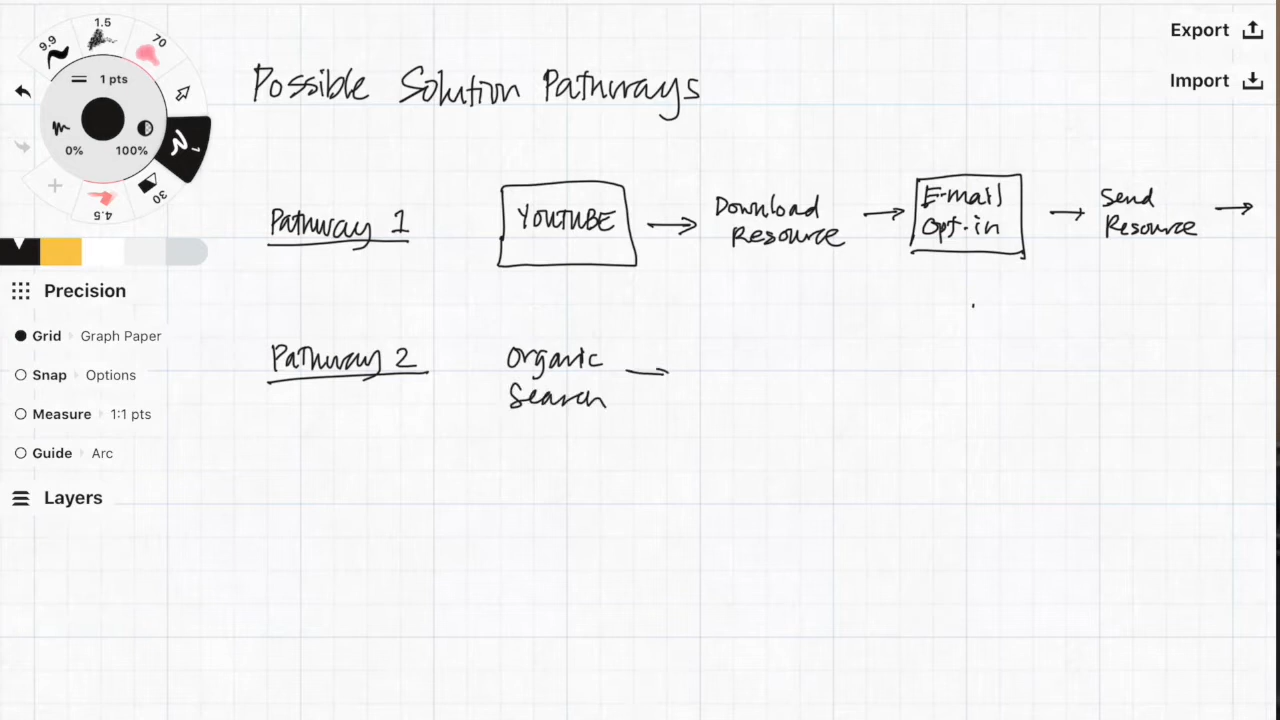 Export
Import
9.9
1.5
70
1 pts
0%
100%
1
30
4.5
Possible Solution Pathways
Pathway 1
YOUTUBE
Download
Resource
E-mail
Opt-in
Send
Resource
Precision
Grid Graph Paper
Snap Options
Measure 1:1 pts
Guide Arc
Layers
Pathway 2
Organic
Search